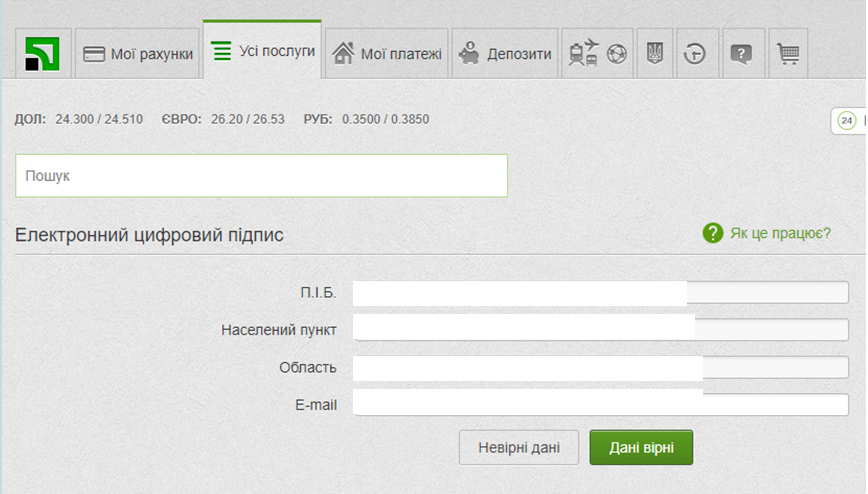 Мої рахунки Усі послуги Мої платежі Депозити
ДОЛ: 24.300 / 24.510 ЄВРО: 26.20 / 26.53 РУБ: 0.3500 / 0.3850
24
Пошук
Електронний цифровий підпис
? Як це працює?
П.І.Б.
Населений пункт
Область
E-mail
Невірні дані Дані вірні